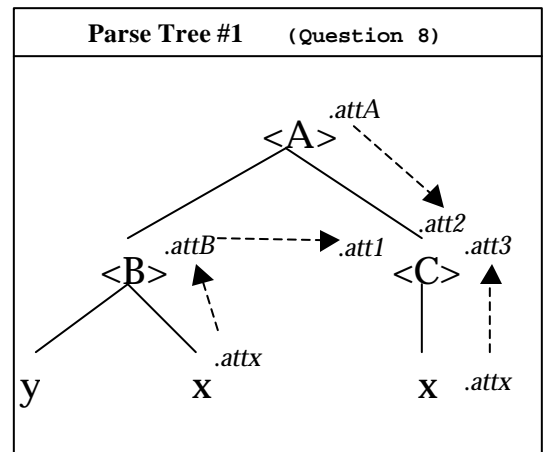 Parse Tree #1 (Question 8)
.attA
<A>
.att2
.attB .att1 .att3
<B> <C>
.attx
y x x .attx